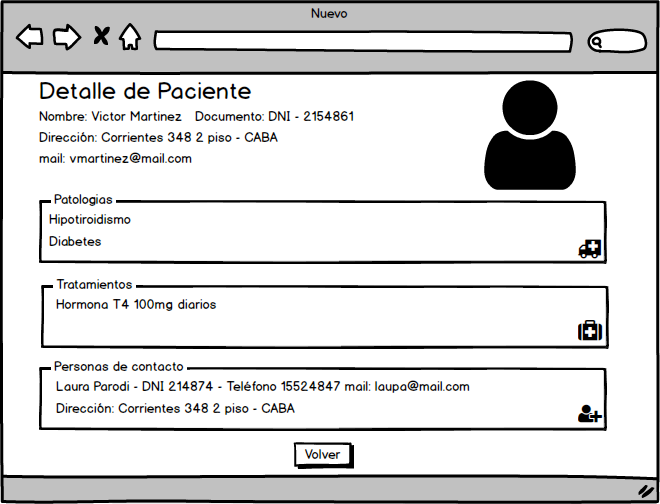 Nuevo
Detalle de Paciente
Nombre: Victor Martinez Documento: DNI - 2154861
Dirección: Corrientes 348 2 piso - CABA
mail: vmartinez@mail.com
Patologias
Hipotiroidismo
Diabetes
Tratamientos
Hormona T4 100mg diarios
Personas de contacto
Laura Parodi - DNI 214874 - Teléfono 15524847 mail: laupa@mail.com
Dirección: Corrientes 348 2 piso - CABA
Volver